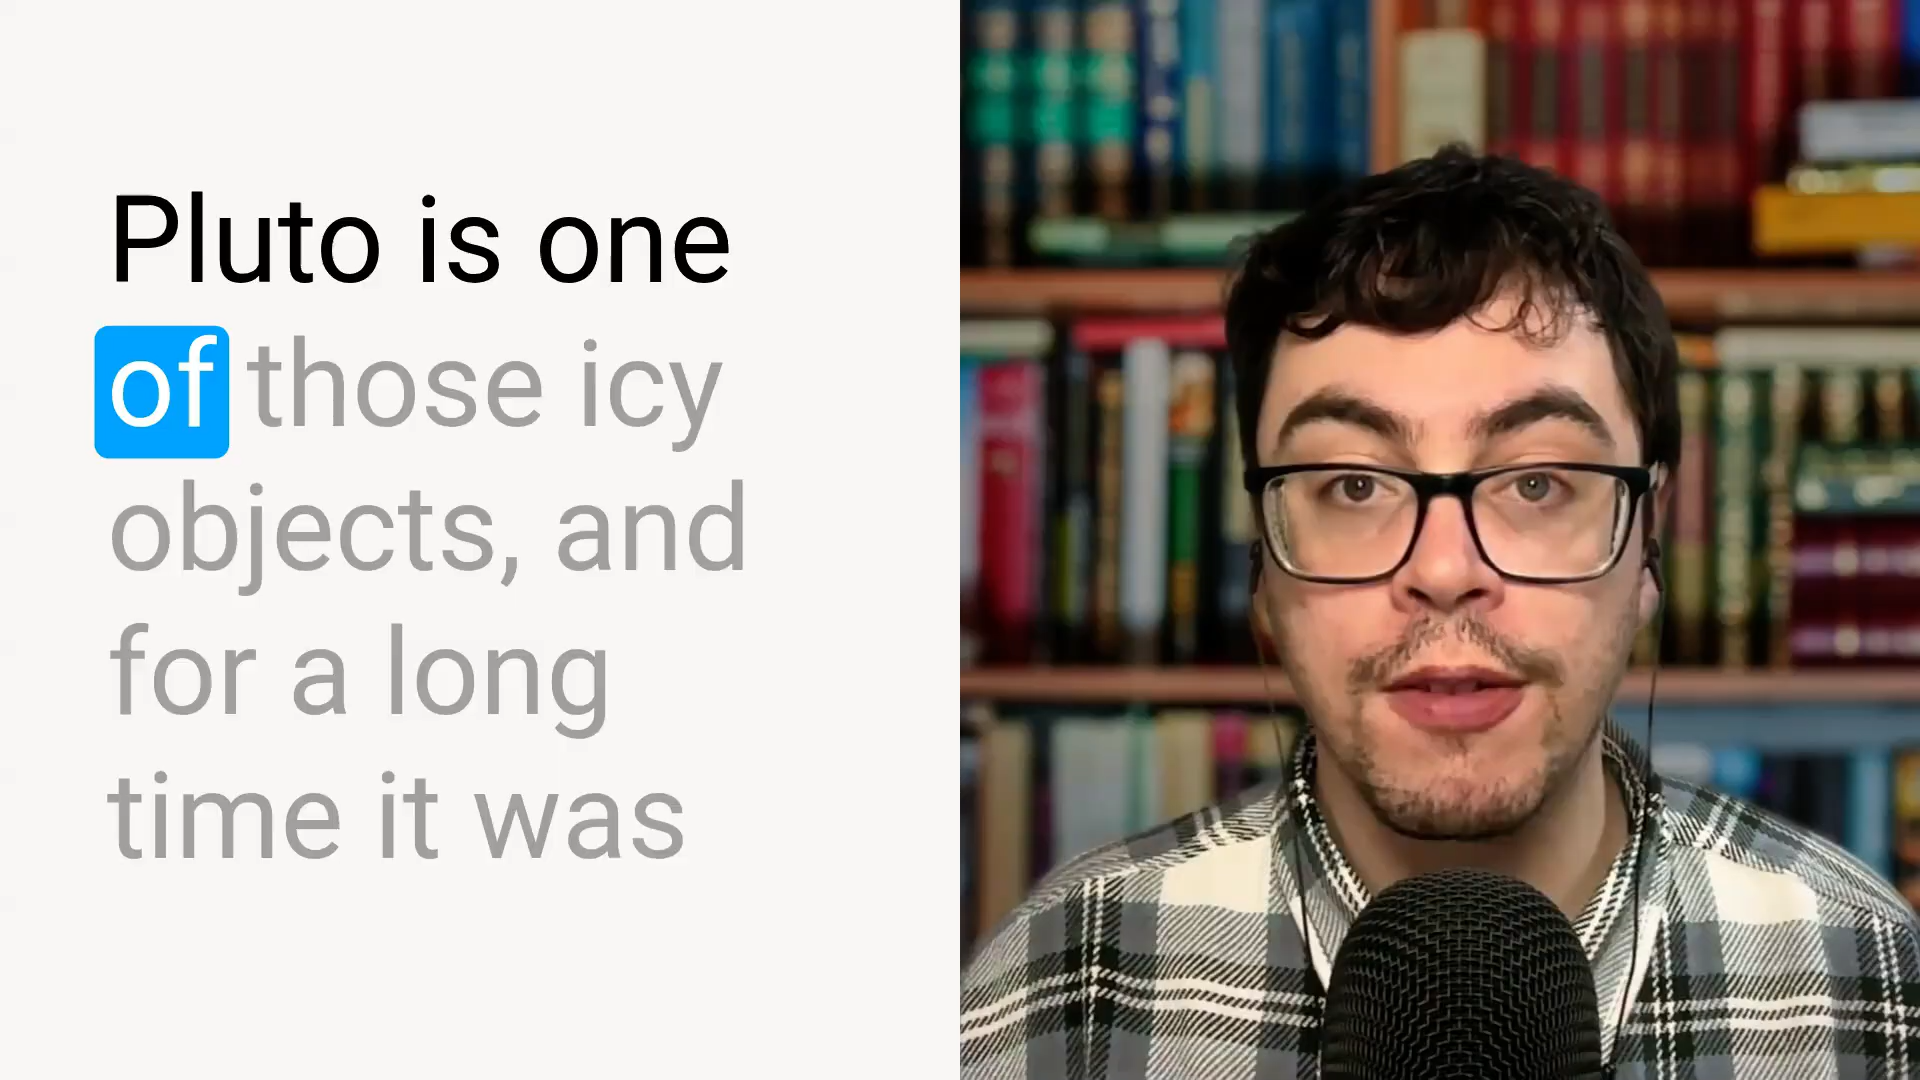 Pluto is one
of those icy
objects, and
for a long
time it was